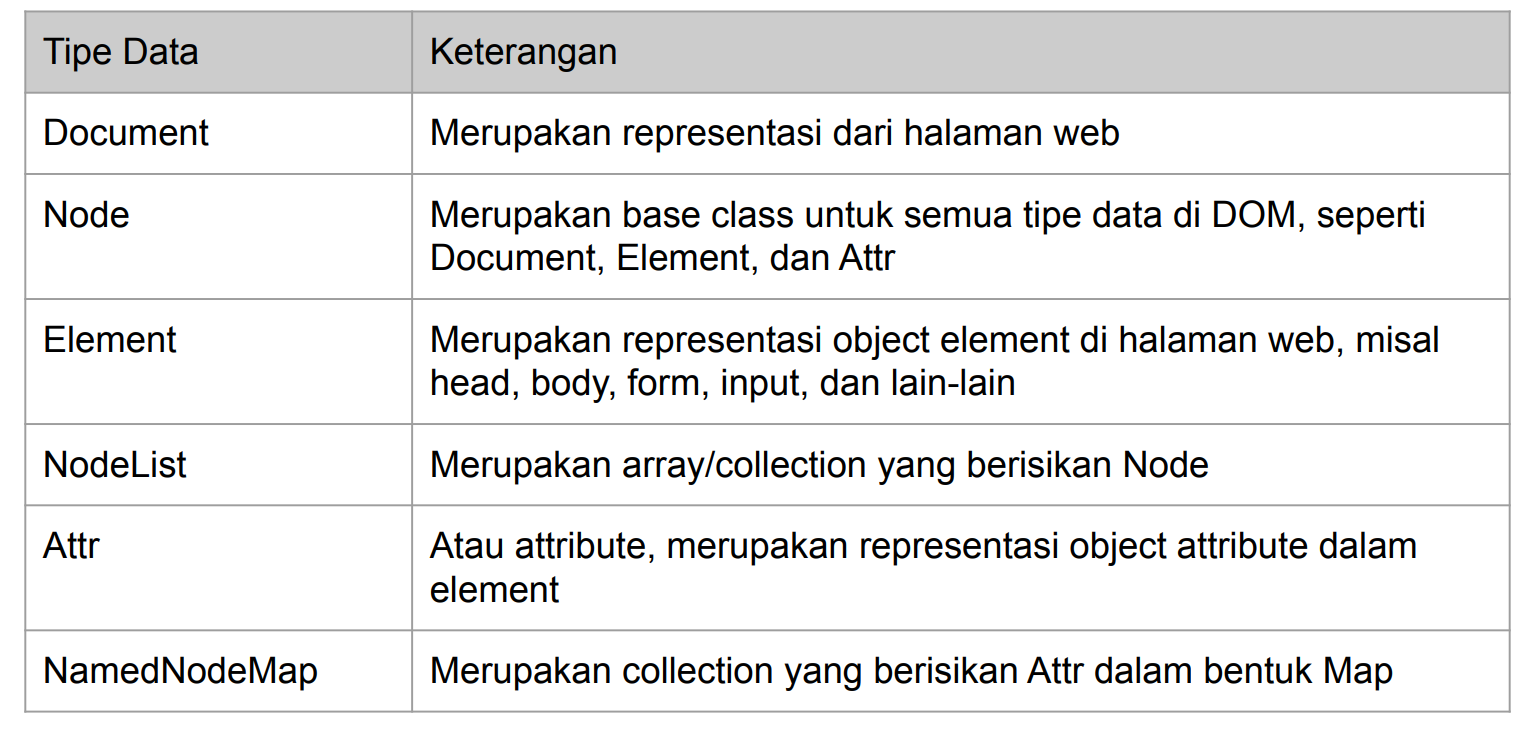 Tipe Data
Keterangan
Document
Merupakan representasi dari halaman web
Node
Merupakan base class untuk semua tipe data di DOM, seperti
Document, Element, dan Attr
Element
Merupakan representasi object element di halaman web, misal
head, body, form, input, dan lain-lain
NodeList
Merupakan array/collection yang berisikan Node
Attr
Atau attribute, merupakan representasi object attribute dalam
element
NamedNodeMap
Merupakan collection yang berisikan Attr dalam bentuk Map